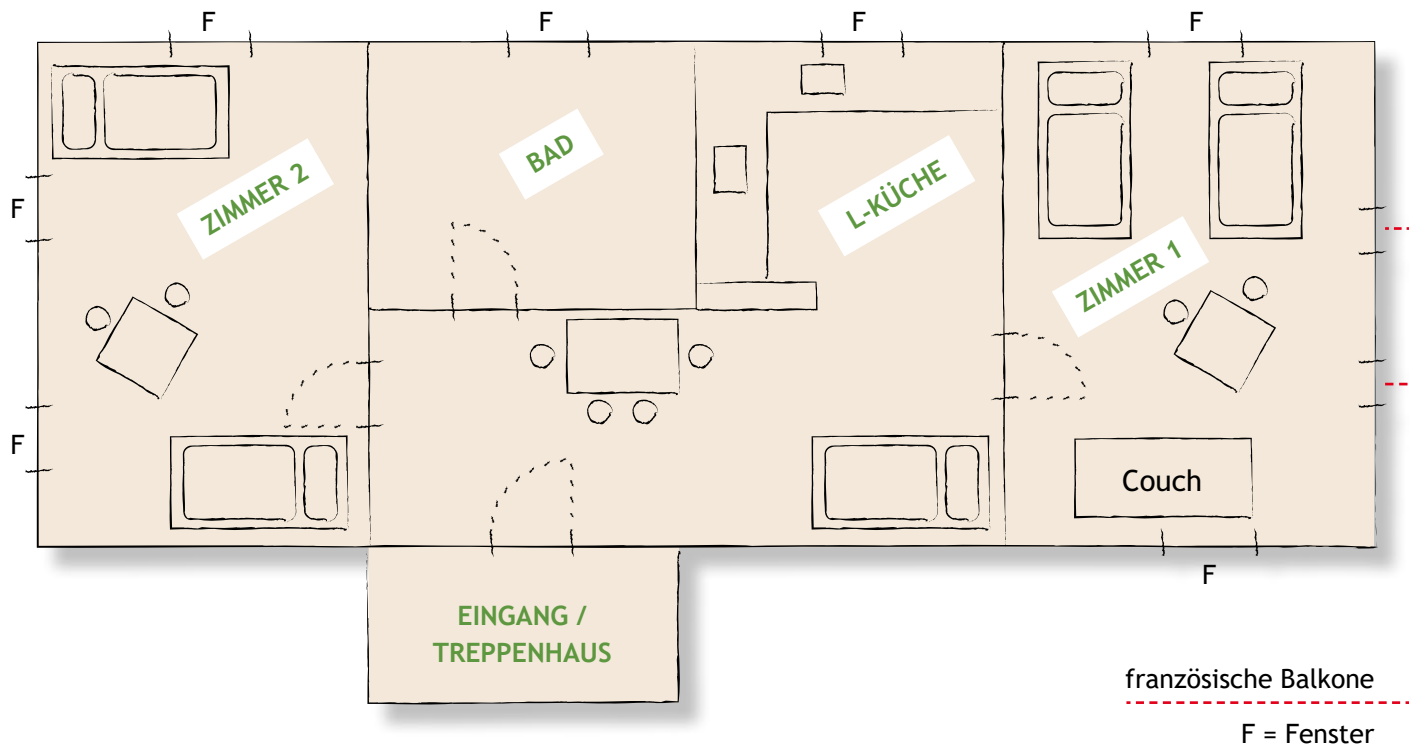 F
F
F
F
ZIMMER 2
BAD
L-KÜCHE
ZIMMER 1
F
F
Couch
F
EINGANG /
TREPPENHAUS
französische Balkone
F = Fenster